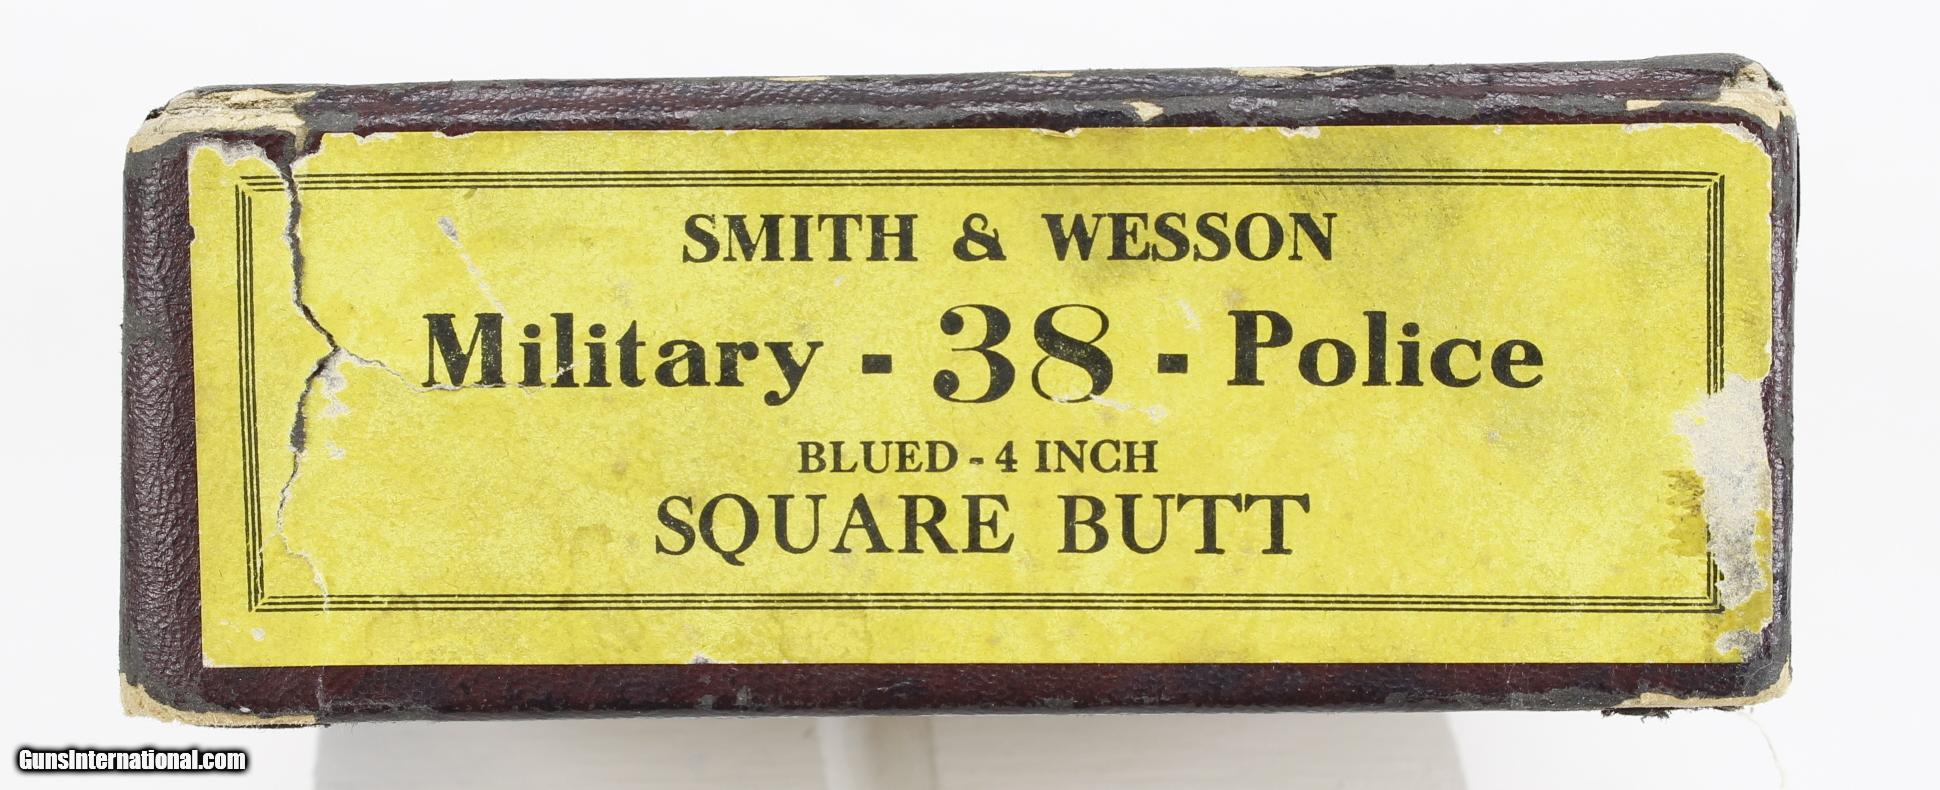 SMITH & WESSON
Military - 38 - Police
BLUED - 4 INCH
SQUARE BUTT
GunsInternational.com